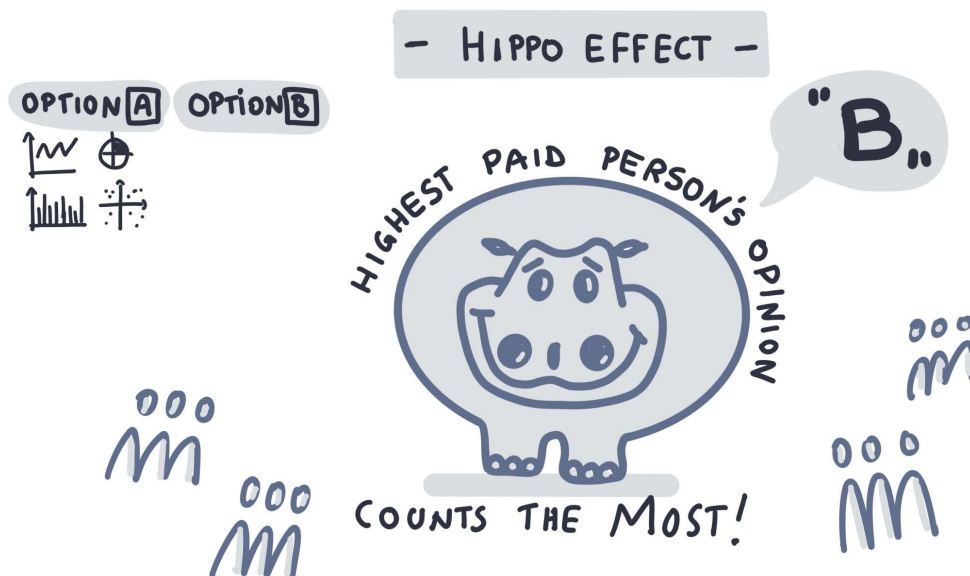 - HIPPO EFFECT -
OPTION A OPTION B
"B"
HIGHEST PAID PERSON'S OPINION
COUNTS THE MOST!